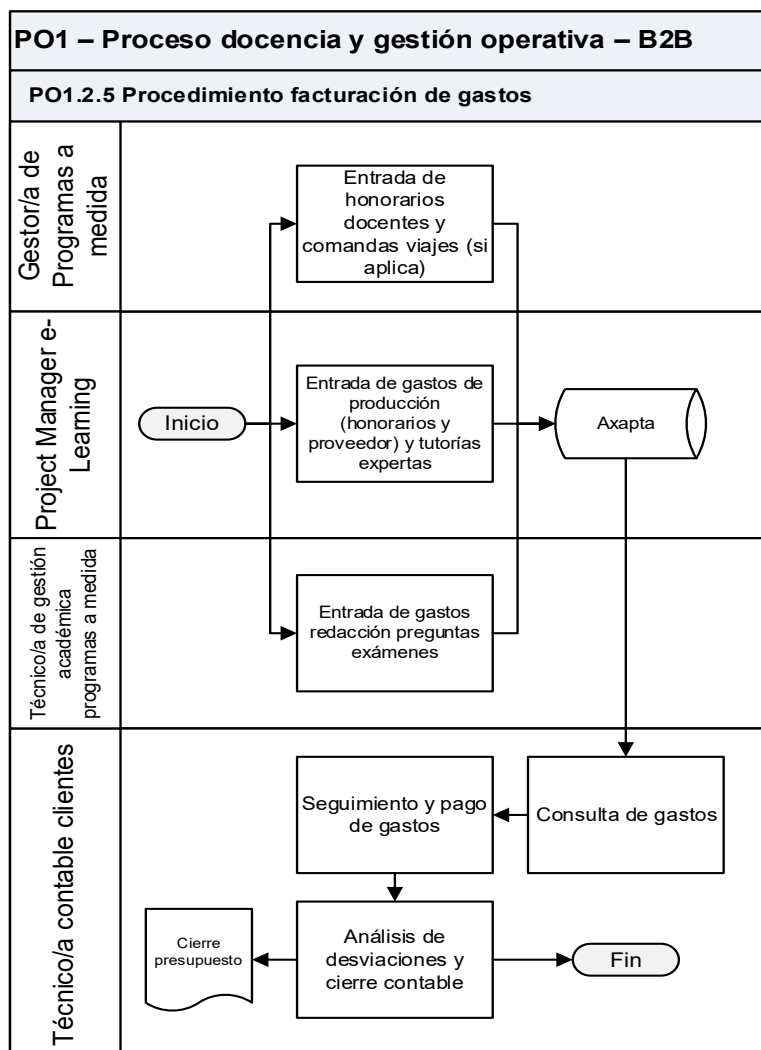 PO1 – Proceso docencia y gestión operativa – B2B
PO1.2.5 Procedimiento facturación de gastos
Gestor/a de
Programas a
medida
Entrada de
honorarios
docentes y
comandas viajes (si
aplica)
Project Manager e-
Learning
Inicio
Entrada de gastos de
producción
(honorarios y
proveedor) y tutorías
expertas
Axapta
Técnico/a de gestión
académica
programas a medida
Entrada de gastos
redacción preguntas
exámenes
Técnico/a contable clientes
Seguimiento y pago
de gastos
Consulta de gastos
Cierre
presupuesto
Análisis de
desviaciones y
cierre contable
Fin